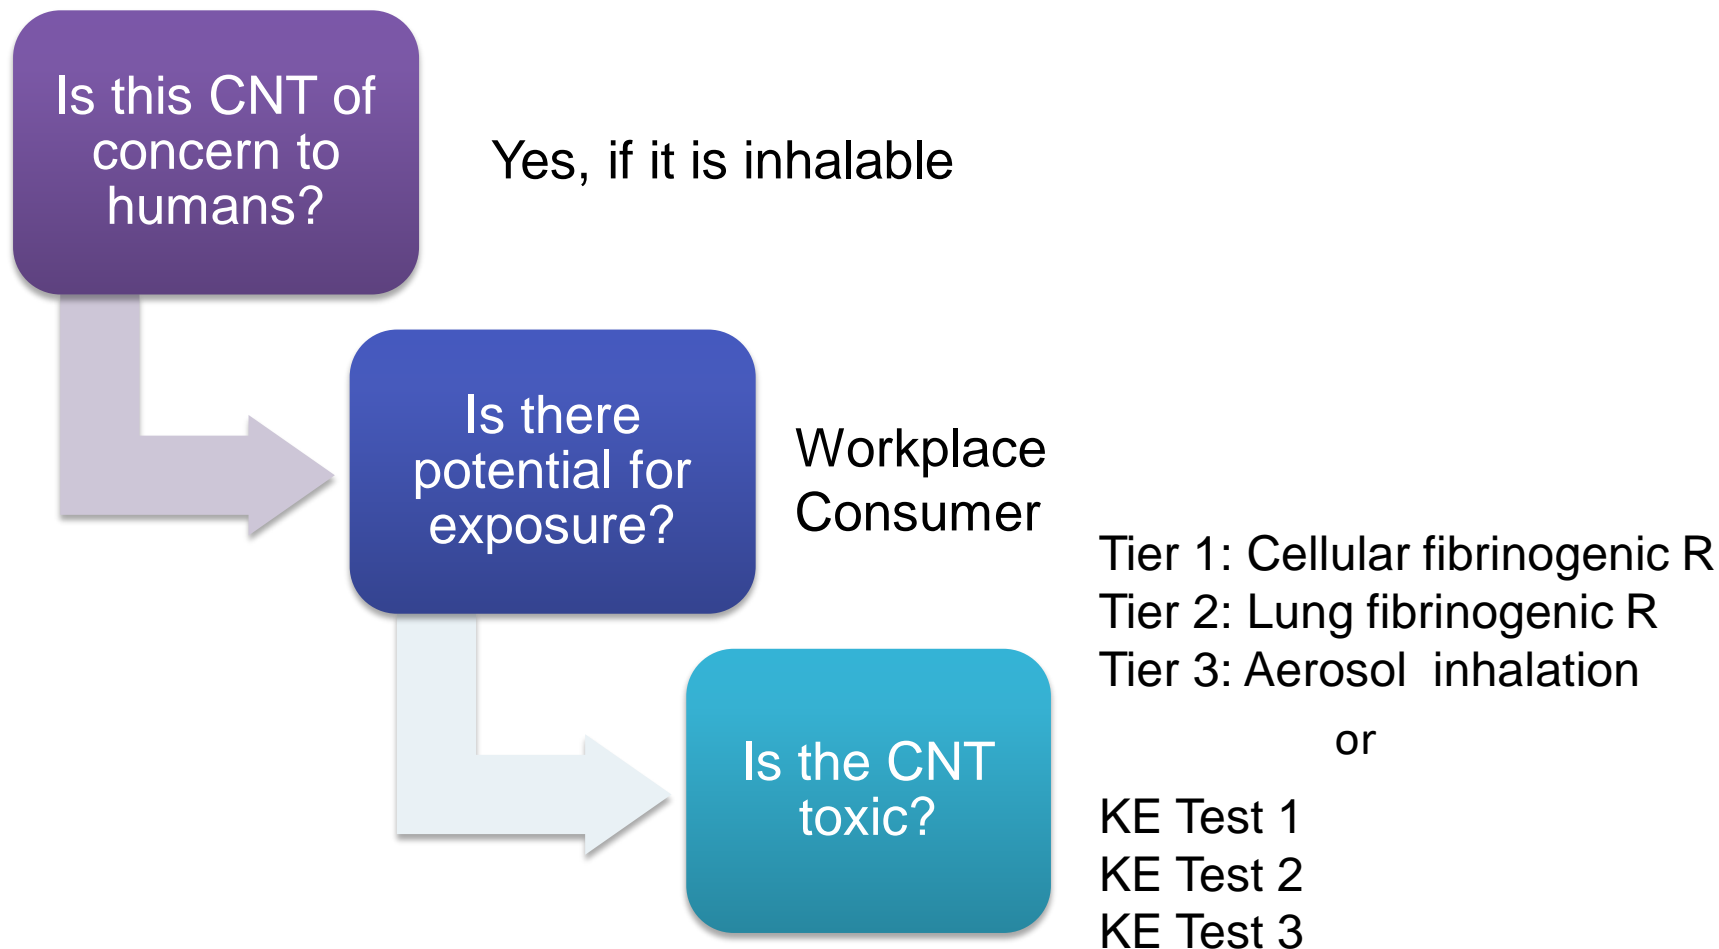 Is this CNT of
concern to
humans?
Yes, if it is inhalable
Is there
potential for
exposure?
Workplace
Consumer
Is the CNT
toxic?
Tier 1: Cellular fibrinogenic R
Tier 2: Lung fibrinogenic R
Tier 3: Aerosol inhalation
or
KE Test 1
KE Test 2
KE Test 3